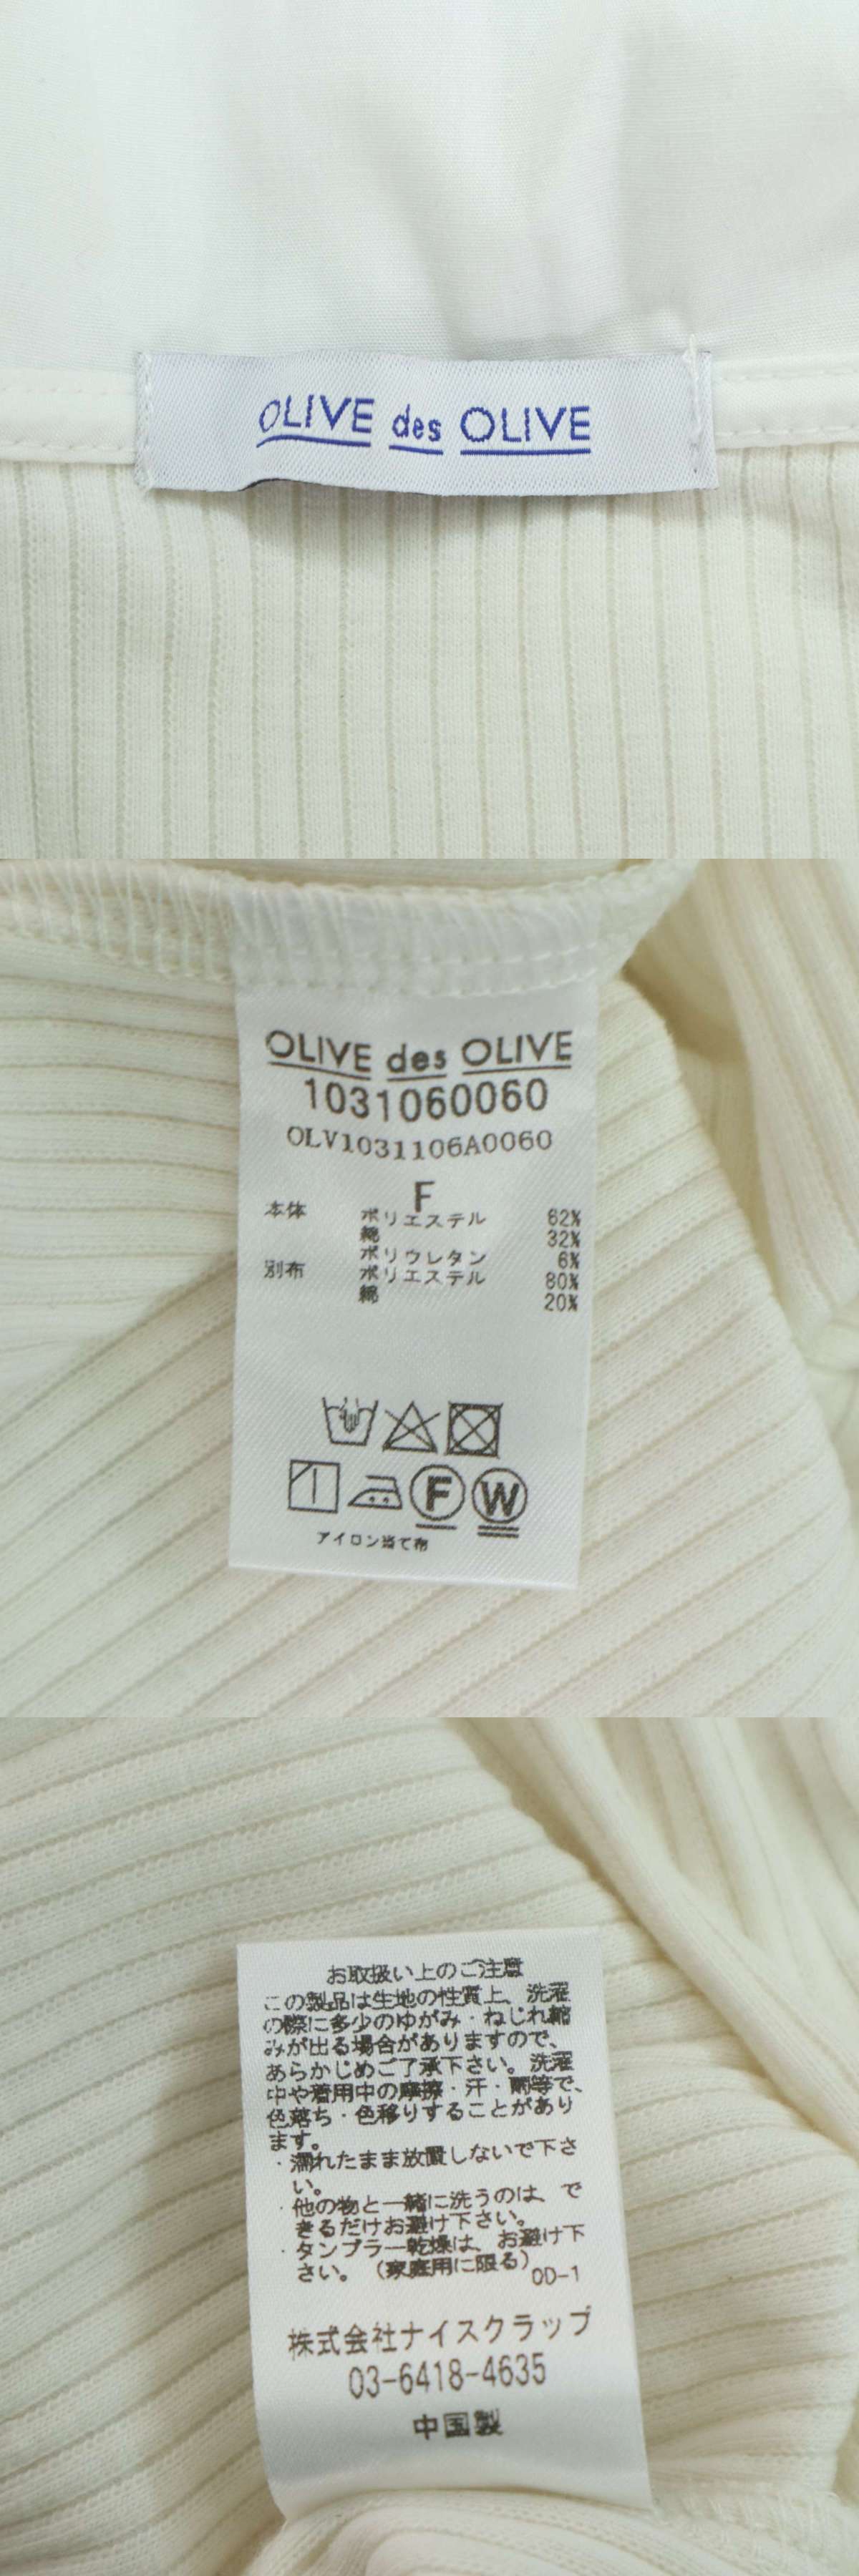 OLIVE des OLIVE
OLIVE des OLIVE
1031060060
OLV1031106A0060
F
本体 ポリエステル 62%
綿 32%
ポリウレタン 6%
別布 ポリエステル 80%
綿 20%
F W
アイロン当て布
お取扱い上のご注意
この製品は生地の性質上、洗濯
の際に多少のゆがみ・ねじれ縮
みが出る場合がありますので、
あらかじめご了承下さい。洗濯
中や着用中の摩擦・汗・雨等で、
色落ち・色移りすることがあり
ます。
・濡れたまま放置しないで下さ
い。
・他の物と一緒に洗うのは、で
きるだけお避け下さい。
・タンブラー乾燥は、お避け下
さい。（家庭用に限る）
OD-1
株式会社ナイスクラップ
03-6418-4635
中国製